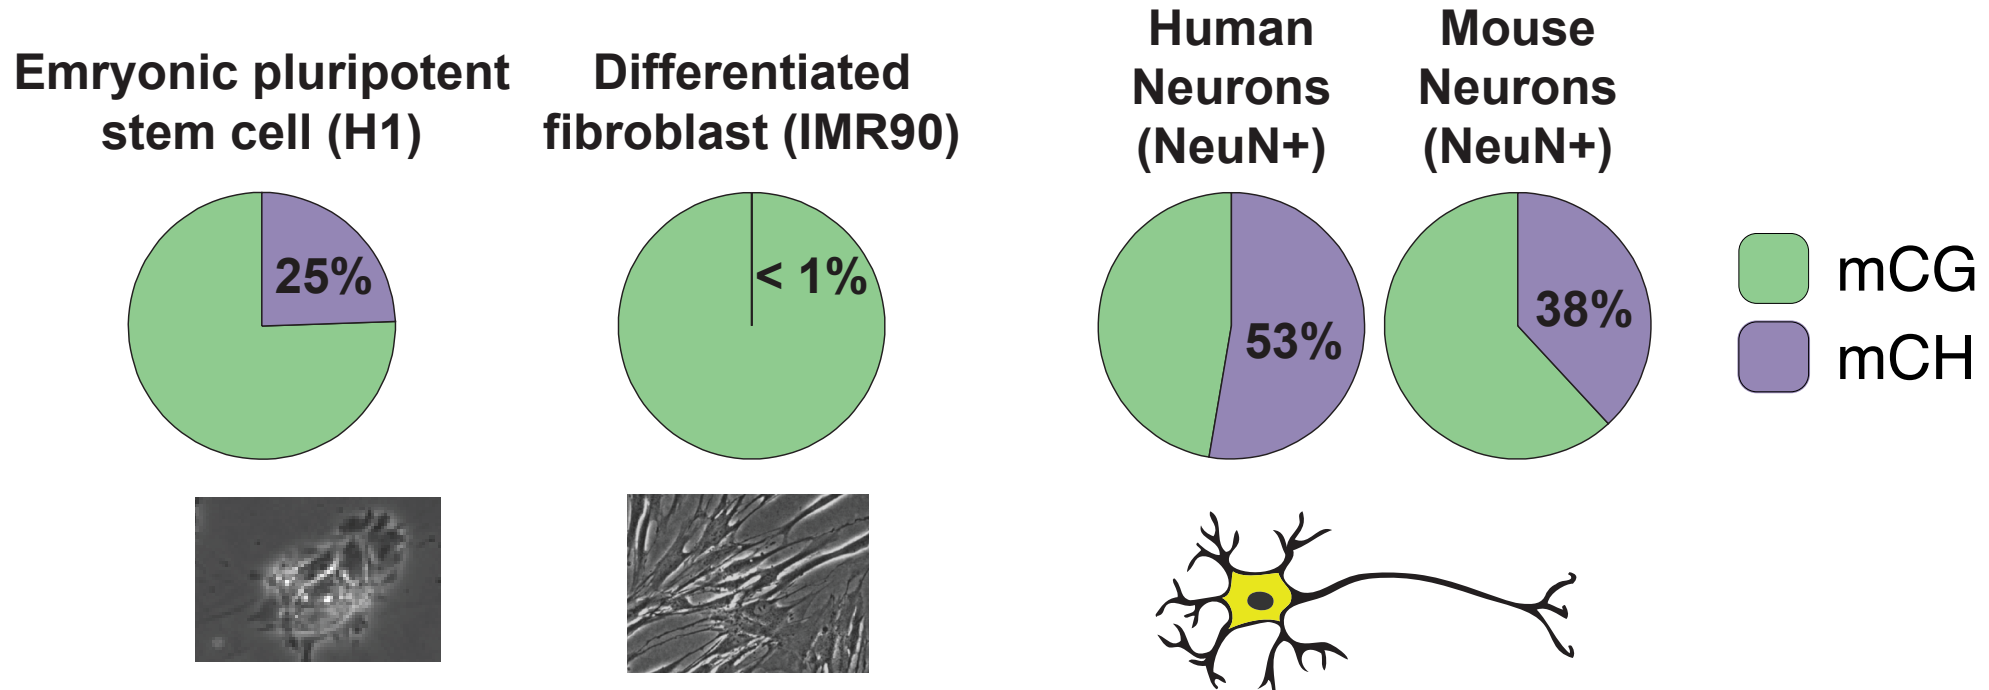 Emryonic pluripotent
stem cell (H1)
Differentiated
fibroblast (IMR90)
Human
Neurons
(NeuN+)
Mouse
Neurons
(NeuN+)
25%
< 1%
53%
38%
mCG
mCH